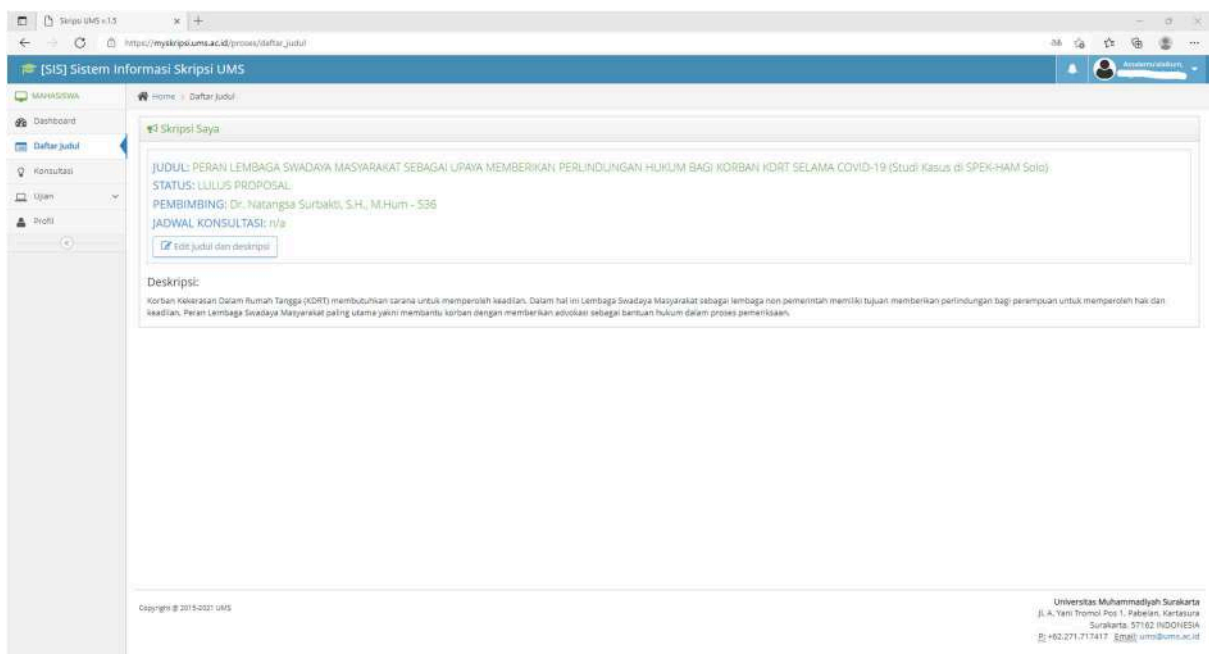 Skripsi UMS v.1.5
https://myskripsi.ums.ac.id/proses/daftar_judul
[SIS] Sistem Informasi Skripsi UMS
Assalamu'alaikum,
MAHASISWA
Home Daftar Judul
Dashboard
Daftar Judul
Konsultasi
Ujian
Profil
Skripsi Saya
JUDUL: PERAN LEMBAGA SWADAYA MASYARAKAT SEBAGAI UPAYA MEMBERIKAN PERLINDUNGAN HUKUM BAGI KORBAN KDRT SELAMA COVID-19 (Studi Kasus di SPEK-HAM Solo)
STATUS: LULUS PROPOSAL
PEMBIMBING: Dr. Natangsa Surbakti, S.H., M.Hum - 536
JADWAL KONSULTASI: n/a
Edit judul dan deskripsi
Deskripsi:
Korban Kekerasan Dalam Rumah Tangga (KDRT) membutuhkan sarana untuk memperoleh keadilan. Dalam hal ini Lembaga Swadaya Masyarakat sebagai lembaga non pemerintah memiliki tujuan memberikan perlindungan bagi perempuan untuk memperoleh hak dan
keadilan. Peran Lembaga Swadaya Masyarakat paling utama yakni membantu korban dengan memberikan advokasi sebagai bantuan hukum dalam proses pemeriksaan.
Copyright @ 2015-2021 UMS
Universitas Muhammadiyah Surakarta
Jl. A. Yani Tromol Pos 1, Pabelan, Kartasura
Surakarta, 57162 INDONESIA
P: +62.271.717417 Email: ums@ums.ac.id